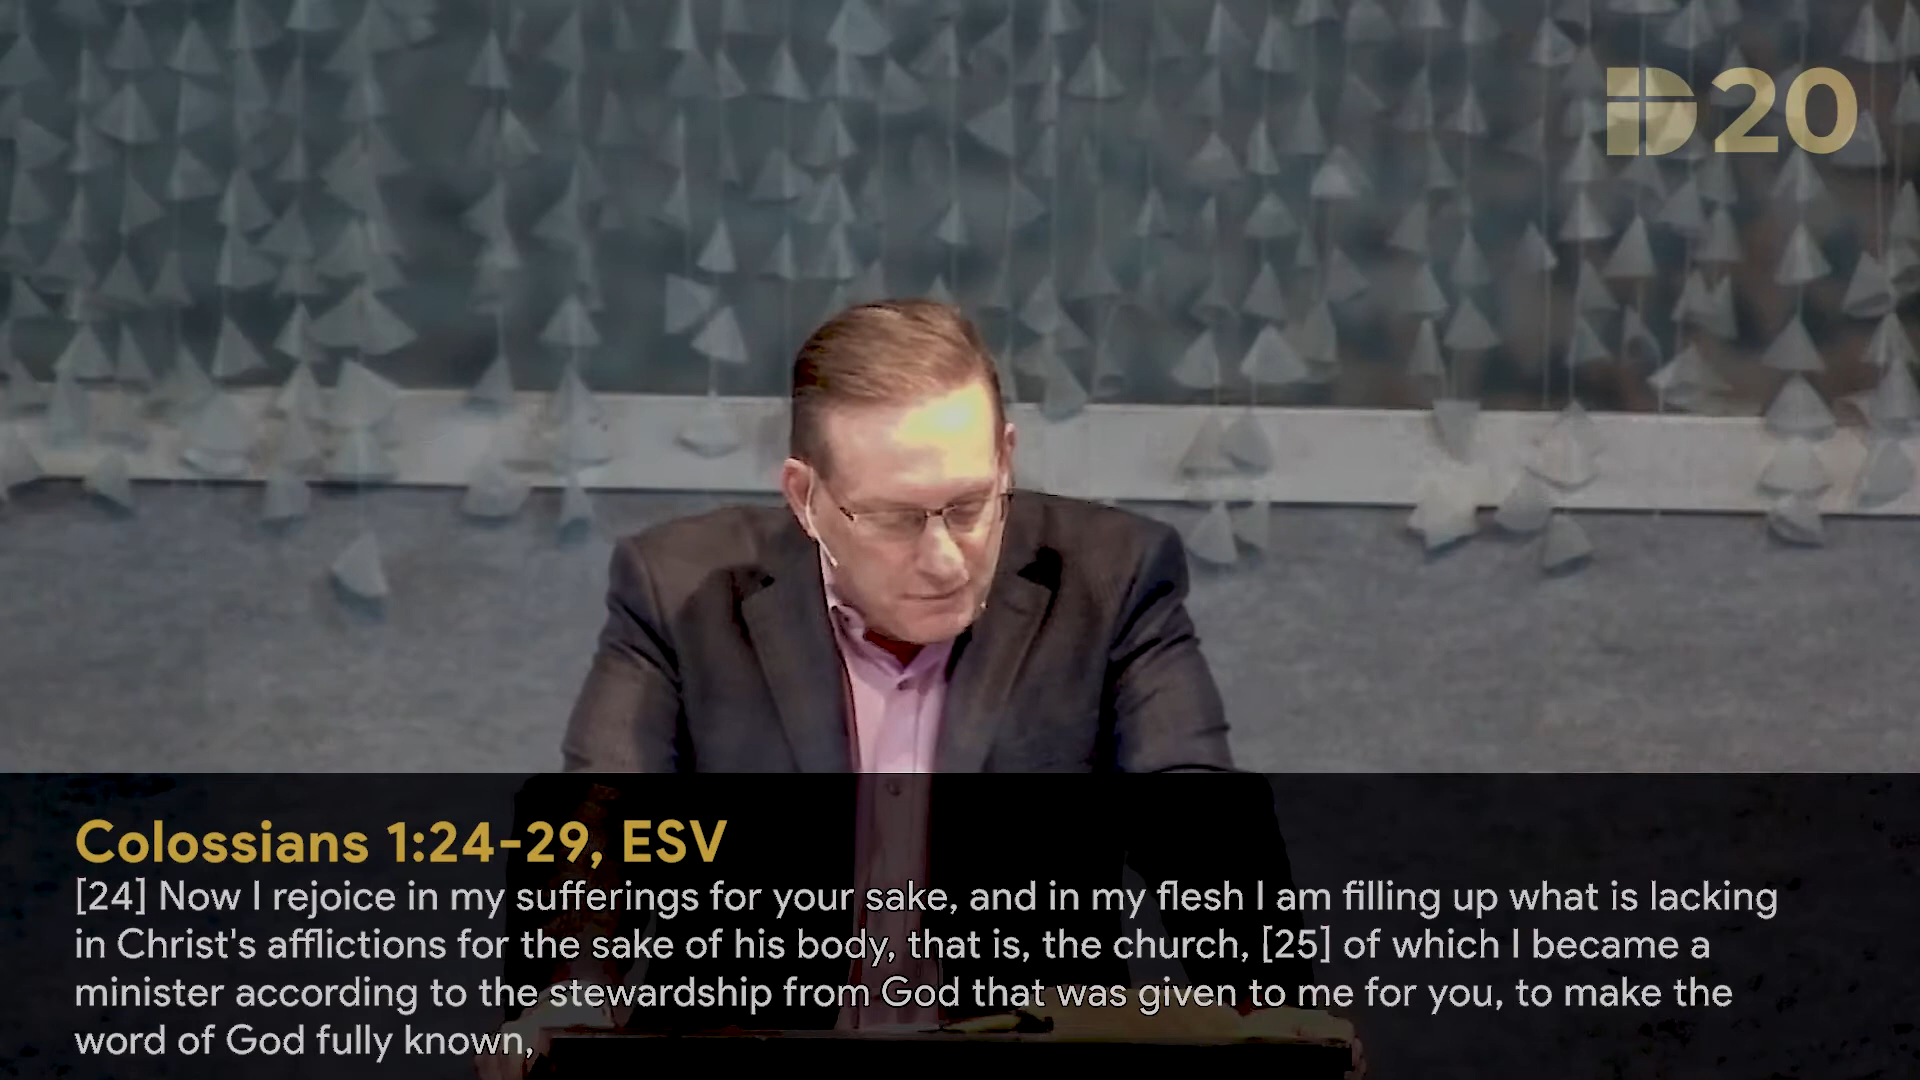 D20
Colossians 1:24-29, ESV
[24] Now I rejoice in my sufferings for your sake, and in my flesh I am filling up what is lacking
in Christ's afflictions for the sake of his body, that is, the church, [25] of which I became a
minister according to the stewardship from God that was given to me for you, to make the
word of God fully known,